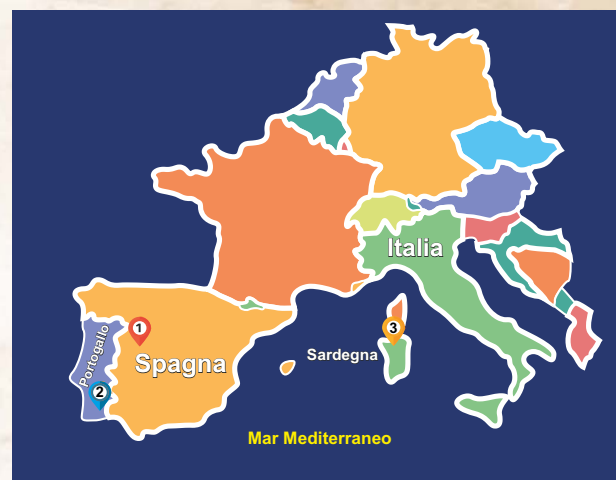 Italia
1
3
Portogallo
Spagna
Sardegna
2
Mar Mediterraneo